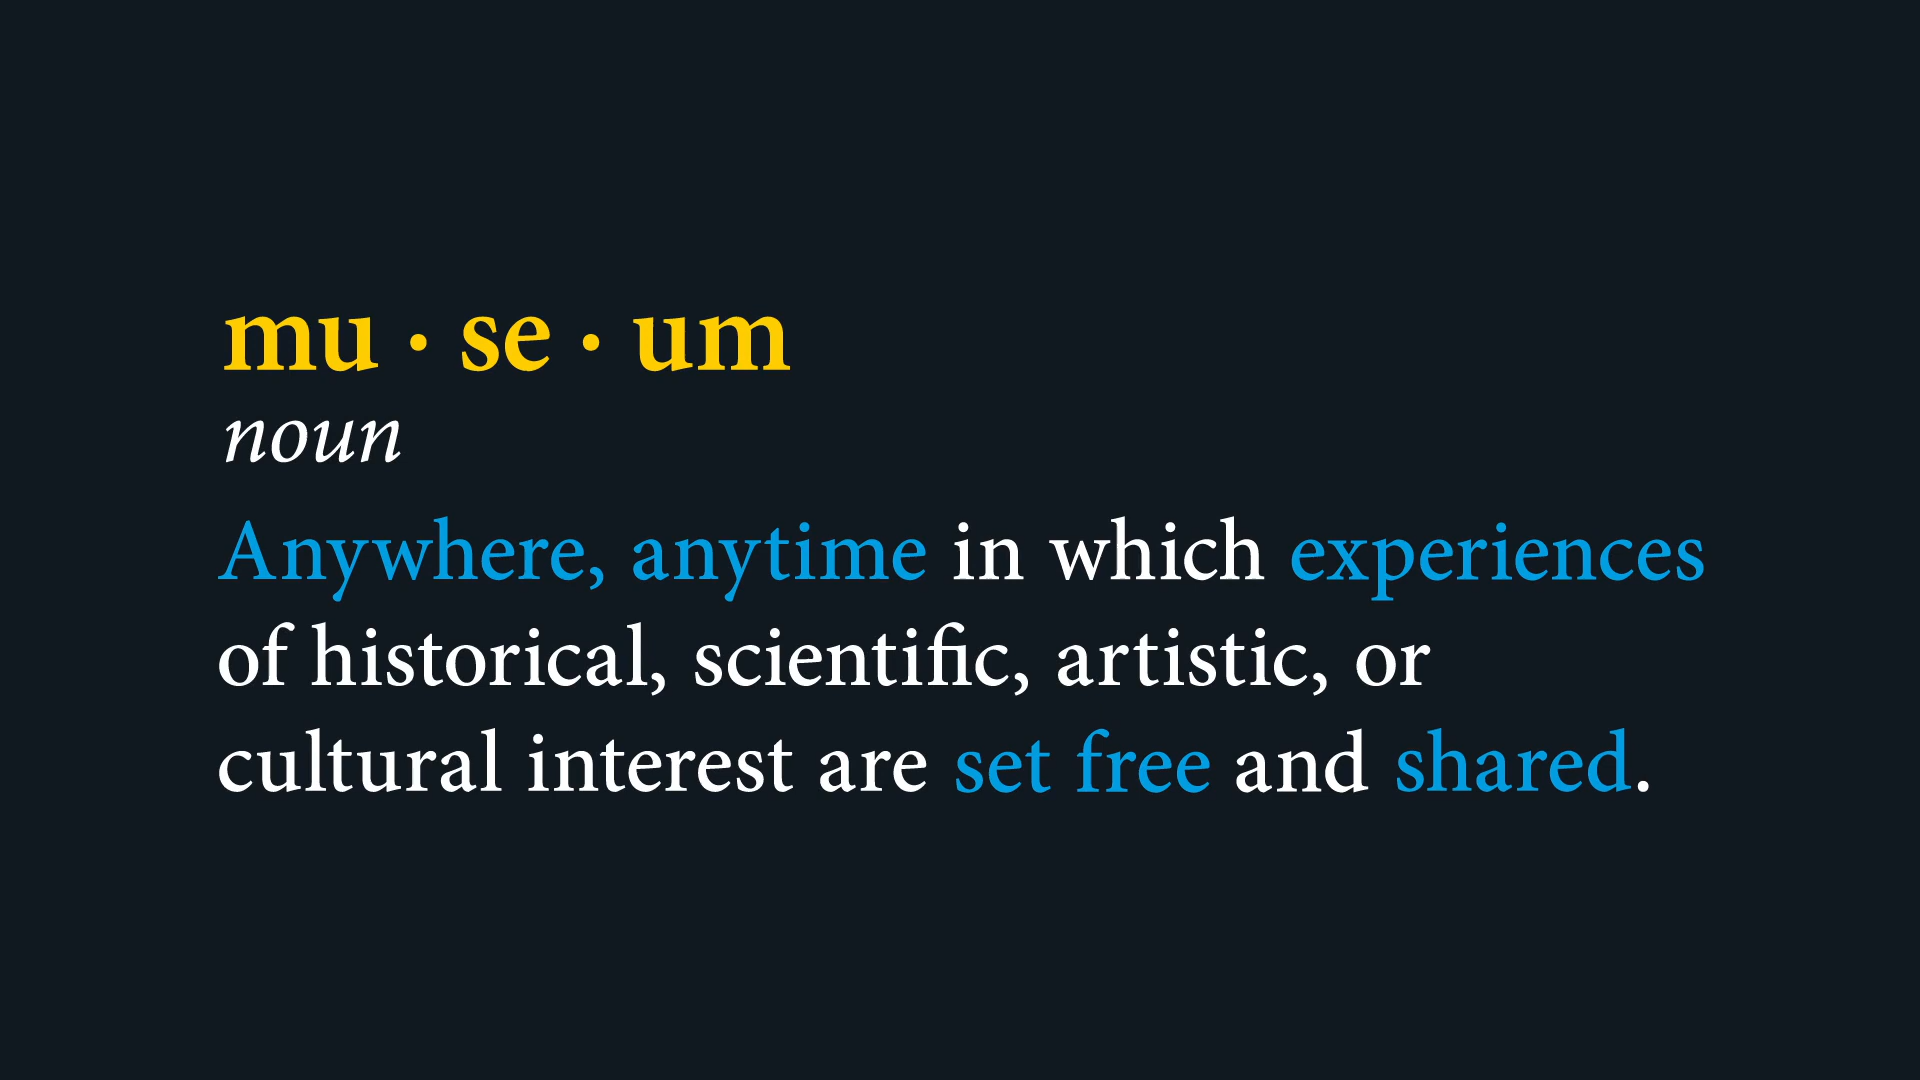 mu · se · um
noun
Anywhere, anytime in which experiences
of historical, scientific, artistic, or
cultural interest are set free and shared.